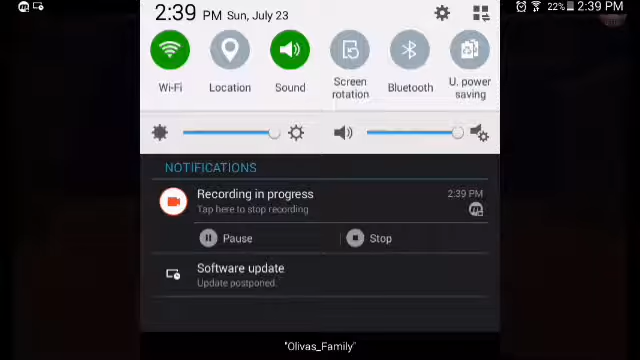 22% 2:39 PM
2:39 PM Sun, July 23
Wi-Fi
Location
Sound
Screen
rotation
Bluetooth
U. power
saving
NOTIFICATIONS
Recording in progress
2:39 PM
Tap here to stop recording
Pause
Stop
Software update
Update postponed.
"Olivas_Family"